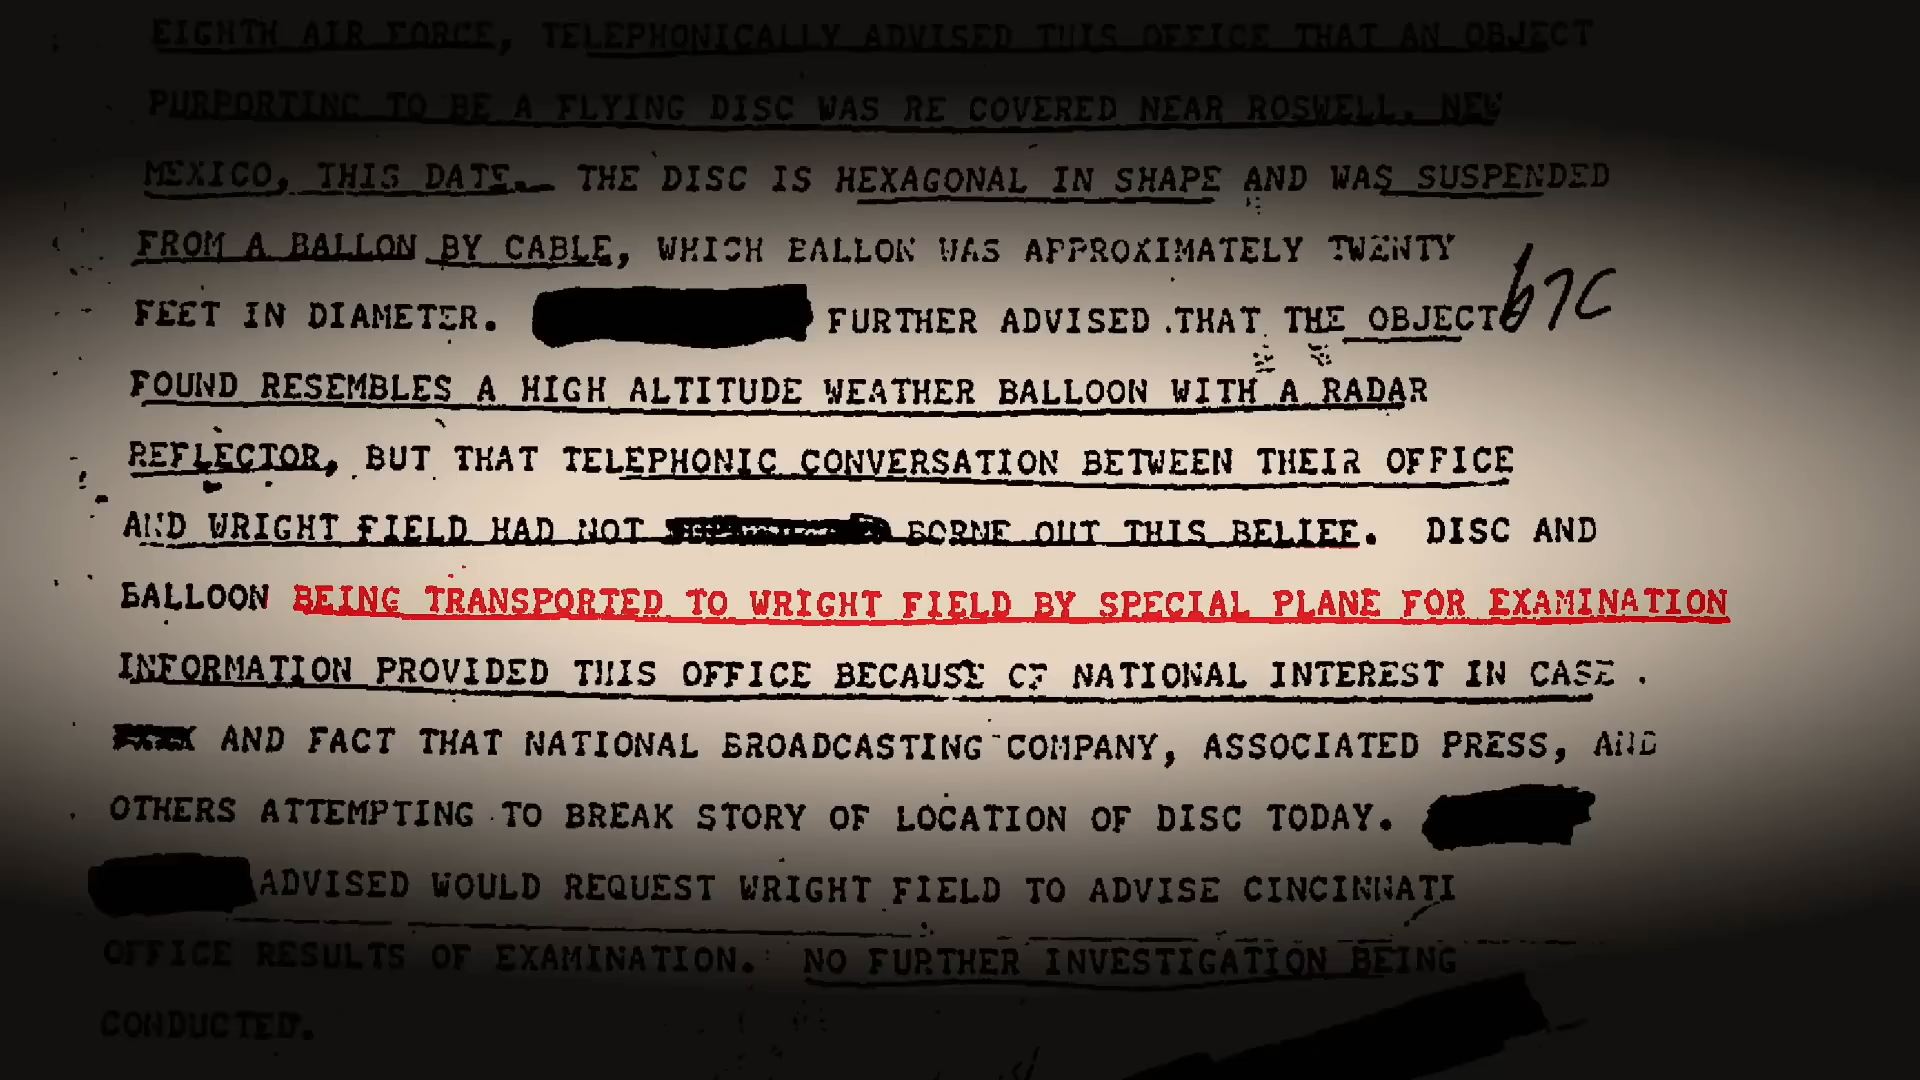 EIGHTH AIR FORCE, TELEPHONICALLY ADVISED THIS OFFICE THAT AN OBJECT
PURPORTING TO BE A FLYING DISC WAS RE COVERED NEAR ROSWELL, NEW
MEXICO, THIS DATE. THE DISC IS HEXAGONAL IN SHAPE AND WAS SUSPENDED
FROM A BALLON BY CABLE, WHICH BALLON WAS APPROXIMATELY TWENTY
FEET IN DIAMETER. FURTHER ADVISED THAT THE OBJECT b7C
FOUND RESEMBLES A HIGH ALTITUDE WEATHER BALLOON WITH A RADAR
REFLECTOR, BUT THAT TELEPHONIC CONVERSATION BETWEEN THEIR OFFICE
AND WRIGHT FIELD HAD NOT BORNE OUT THIS BELIEF. DISC AND
BALLOON BEING TRANSPORTED TO WRIGHT FIELD BY SPECIAL PLANE FOR EXAMINATION
INFORMATION PROVIDED THIS OFFICE BECAUSE OF NATIONAL INTEREST IN CASE .
AND FACT THAT NATIONAL BROADCASTING COMPANY, ASSOCIATED PRESS, AND
OTHERS ATTEMPTING TO BREAK STORY OF LOCATION OF DISC TODAY.
ADVISED WOULD REQUEST WRIGHT FIELD TO ADVISE CINCINNATI
OFFICE RESULTS OF EXAMINATION. NO FURTHER INVESTIGATION BEING
CONDUCTED.